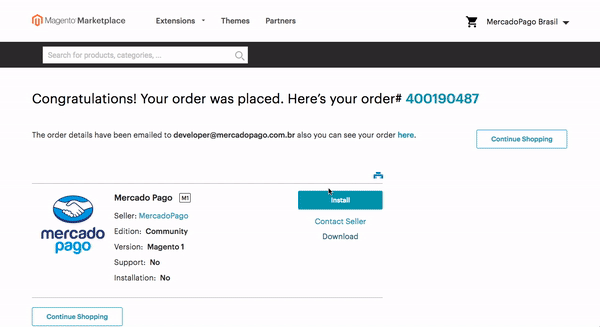 Magento Marketplace
Extensions
Themes
Partners
MercadoPago Brasil
Search for products, categories, ...
Congratulations! Your order was placed. Here's your order# 400190487
The order details have been emailed to developer@mercadopago.com.br also you can see your order here.
Continue Shopping
mercado
pago
Mercado Pago M1
Seller: MercadoPago
Edition: Community
Version: Magento 1
Support: No
Installation: No
Install
Contact Seller
Download
Continue Shopping